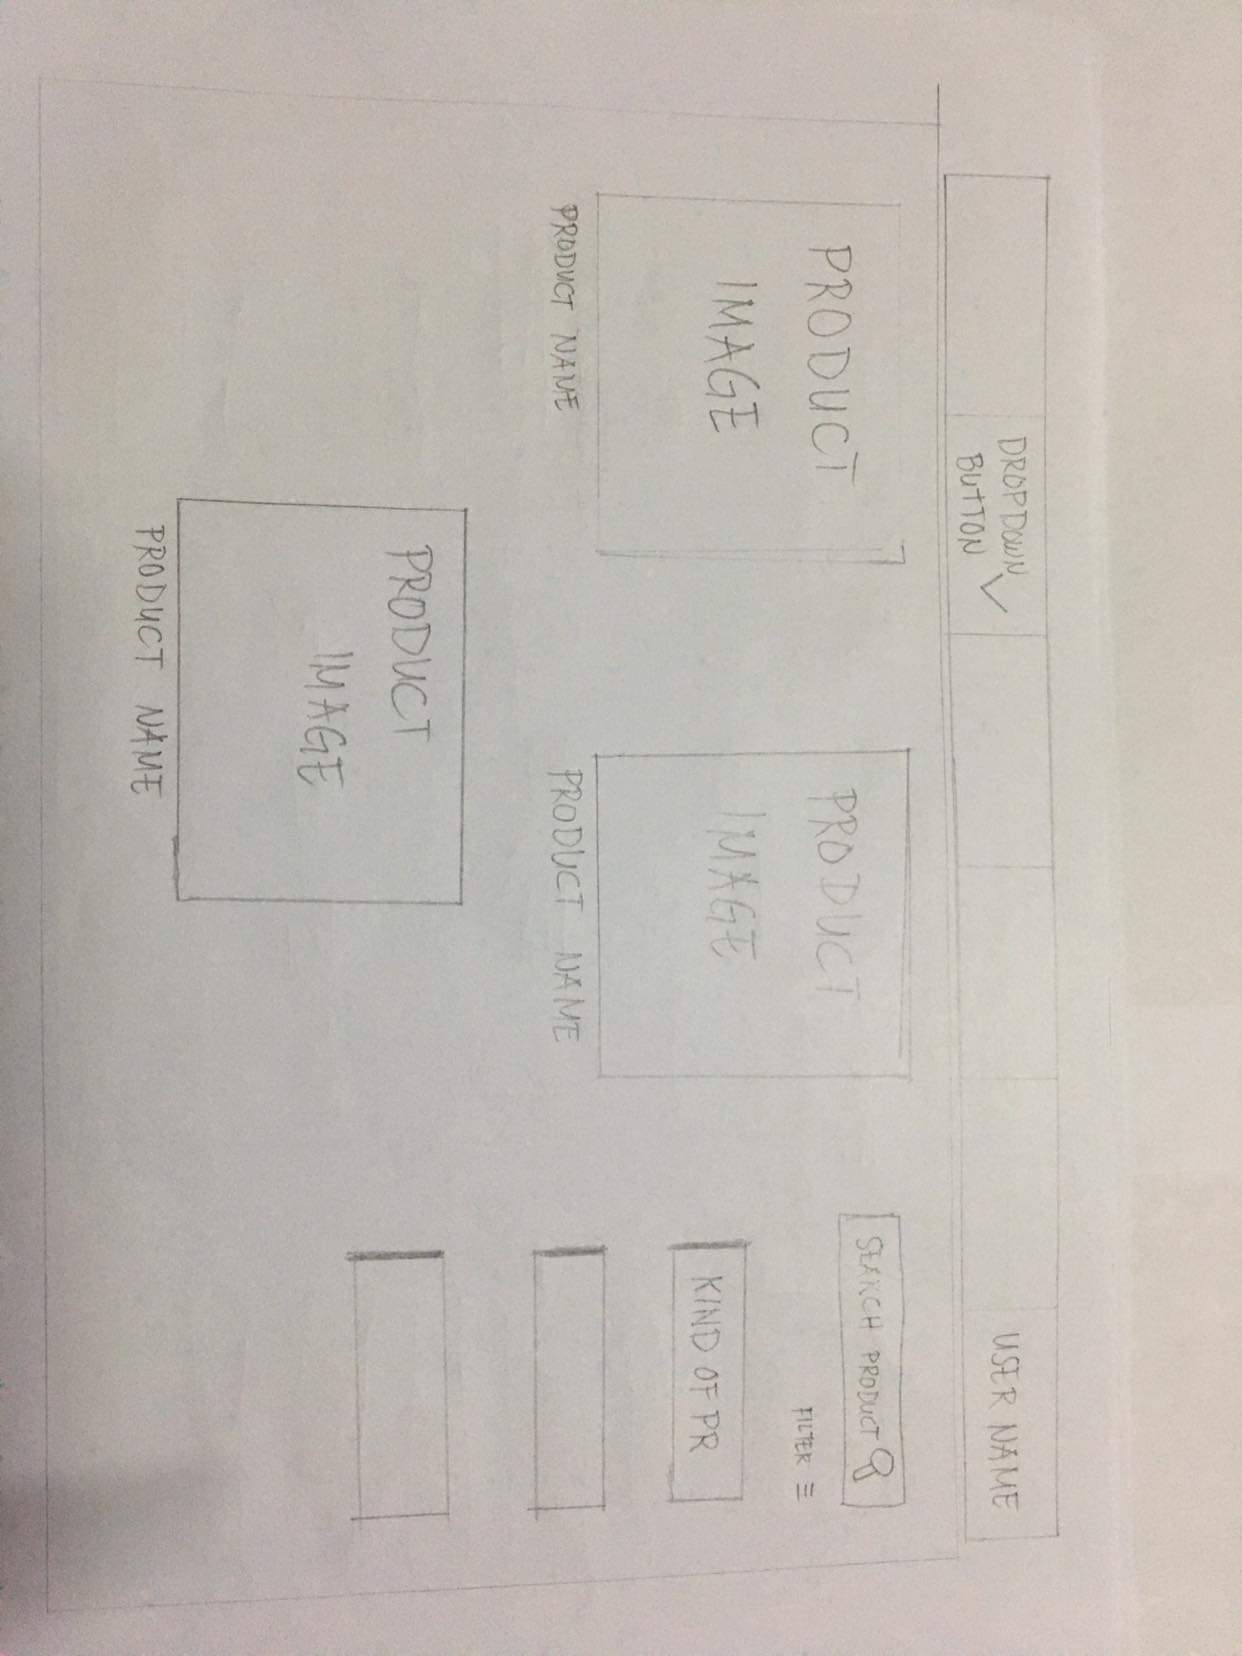 DROPDOWN
BUTTON
USER NAME
PRODUCT
IMAGE
PRODUCT NAME
PRODUCT
IMAGE
PRODUCT NAME
SEARCH PRODUCT
FILTER
KIND OF PR
PRODUCT
IMAGE
PRODUCT NAME